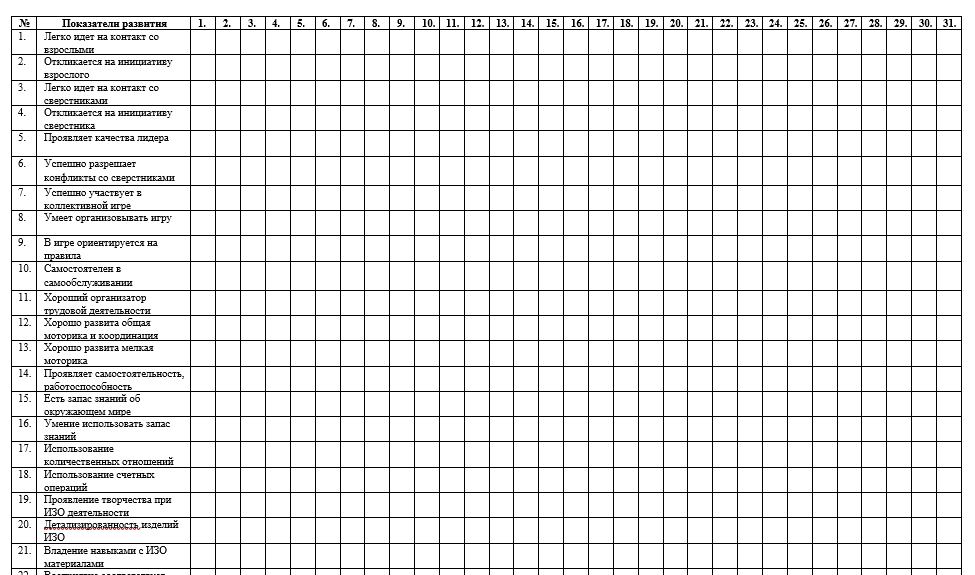 № Показатели развития 1. 2. 3. 4. 5. 6. 7. 8. 9. 10. 11. 12. 13. 14. 15. 16. 17. 18. 19. 20. 21. 22. 23. 24. 25. 26. 27. 28. 29. 30. 31.
1. Легко идет на контакт со
взрослыми
2. Откликается на инициативу
взрослого
3. Легко идет на контакт со
сверстниками
4. Откликается на инициативу
сверстника
5. Проявляет качества лидера
6. Успешно разрешает
конфликты со сверстниками
7. Успешно участвует в
коллективной игре
8. Умеет организовывать игру
9. В игре ориентируется на
правила
10. Самостоятелен в
самообслуживании
11. Хороший организатор
трудовой деятельности
12. Хорошо развита общая
моторика и координация
13. Хорошо развита мелкая
моторика
14. Проявляет самостоятельность,
работоспособность
15. Есть запас знаний об
окружающем мире
16. Умение использовать запас
знаний
17. Использование
количественных отношений
18. Использование счетных
операций
19. Проявление творчества при
ИЗО деятельности
20. Детализированность изделий
ИЗО
21. Владение навыками с ИЗО
материалами
22.